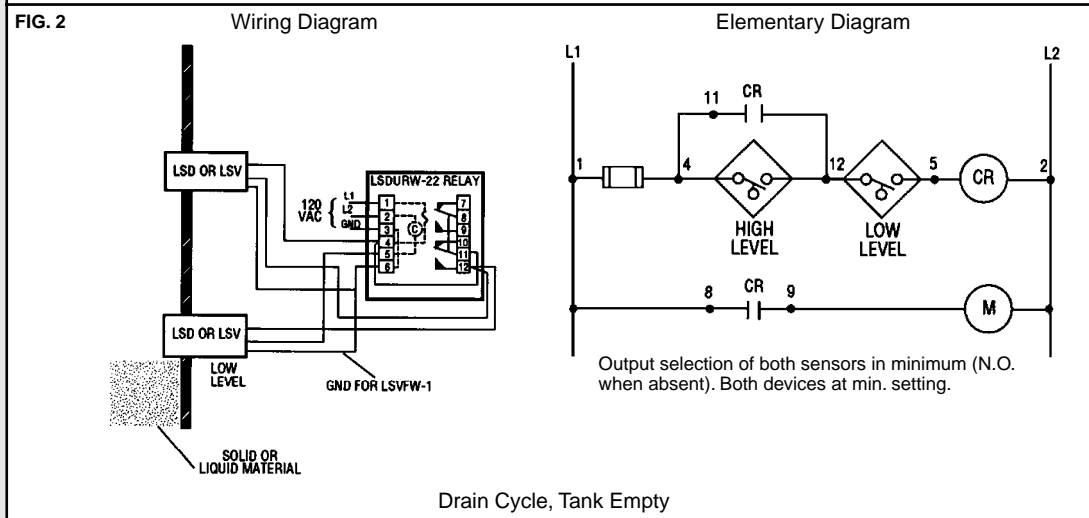 FIG. 2
Wiring Diagram
LSD OR LSV
LSDURW-22 RELAY
120
VAC
L1
L2
GND
1
2
3
4
5
6
C
7
8
9
10
11
12
LSD OR LSV
LOW
LEVEL
GND FOR LSVFW-1
SOLID OR
LIQUID MATERIAL
Elementary Diagram
L1
L2
11
CR
1
4
12
5
CR
2
HIGH
LEVEL
LOW
LEVEL
8
CR
9
M
Output selection of both sensors in minimum (N.O.
when absent). Both devices at min. setting.
Drain Cycle, Tank Empty